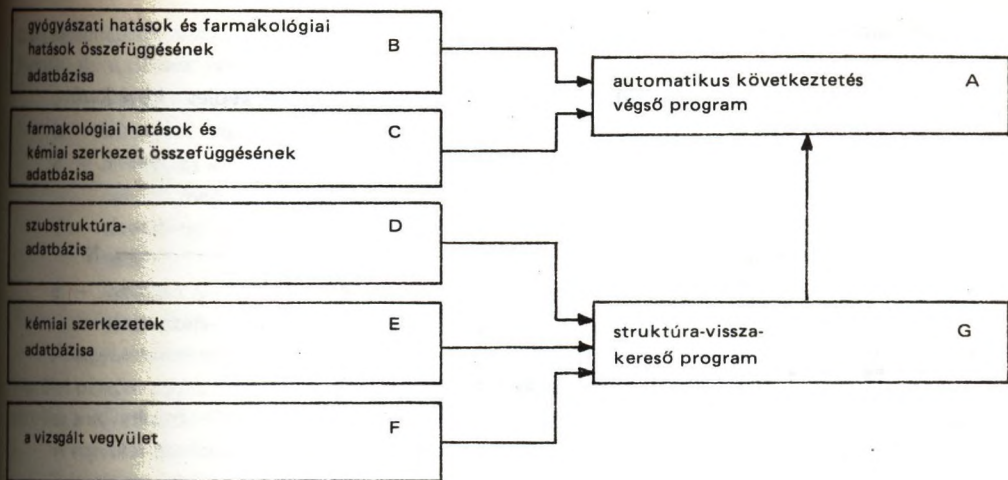 gyógyászati hatások és farmakológiai
hatások összefüggésének B
adatbázisa
farmakológiai hatások és C
kémiai szerkezet összefüggésének
adatbázisa
szubstruktúra- D
adatbázis
kémiai szerkezetek E
adatbázisa
a vizsgált vegyület F
automatikus következtetés A
végső program
struktúra-vissza- G
kereső program